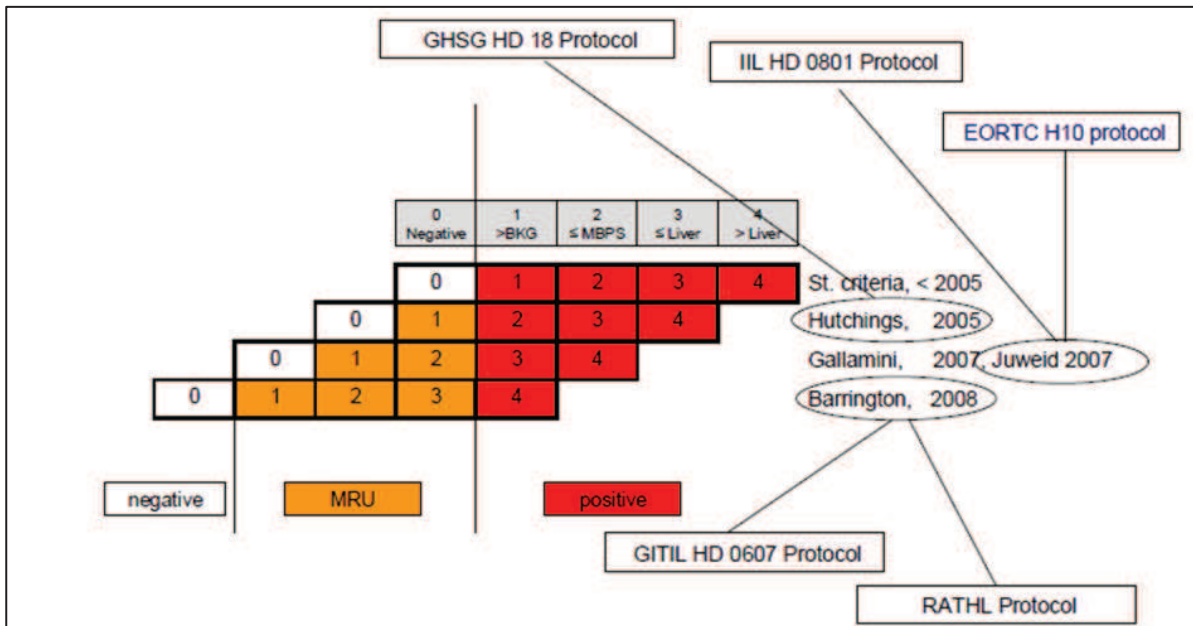 GHSG HD 18 Protocol
IIL HD 0801 Protocol
EORTC H10 protocol
0 1 2 3 4
Negative >BKG ≤ MBPS ≤ Liver > Liver
0 1 2 3 4 St. criteria, < 2005
0 1 2 3 4 Hutchings, 2005
0 1 2 3 4 Gallamini, 2007, Juweid 2007
0 1 2 3 4 Barrington, 2008
negative MRU positive
GITIL HD 0607 Protocol
RATHL Protocol